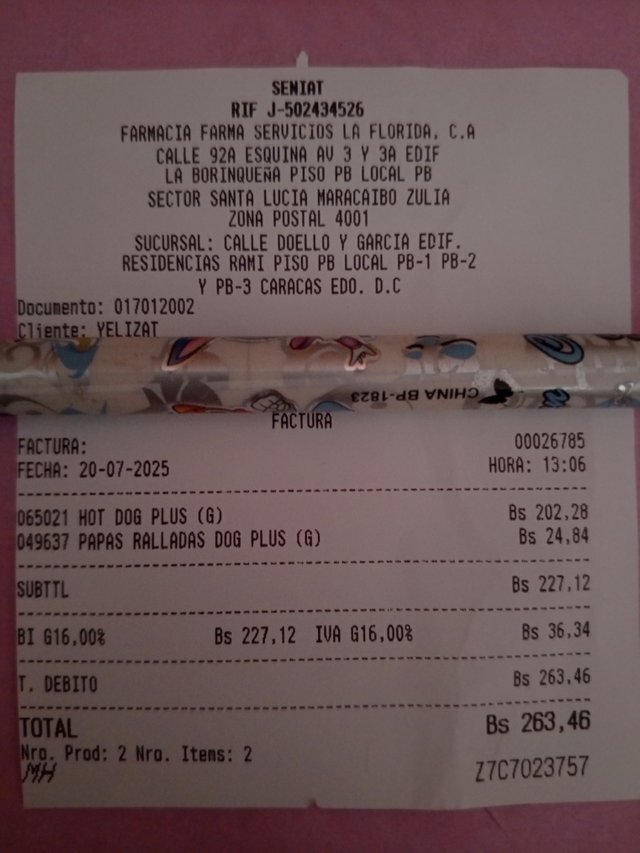 SENIAT
RIF J-502434526
FARMACIA FARMA SERVICIOS LA FLORIDA, C.A
CALLE 92A ESQUINA AV 3 Y 3A EDIF
LA BORINQUEÑA PISO PB LOCAL PB
SECTOR SANTA LUCIA MARACAIBO ZULIA
ZONA POSTAL 4001
SUCURSAL: CALLE DOELLO Y GARCIA EDIF.
RESIDENCIAS RAMI PISO PB LOCAL PB-1 PB-2
Y PB-3 CARACAS EDO. D.C
Documento: 017012002
Cliente: YELIZAT
CHINA BP-1823
FACTURA
FACTURA: 00026785
FECHA: 20-07-2025 HORA: 13:06
065021 HOT DOG PLUS (G) Bs 202,28
049637 PAPAS RALLADAS DOG PLUS (G) Bs 24,84
SUBTTL Bs 227,12
BI G16,00% Bs 227,12 IVA G16,00% Bs 36,34
T. DEBITO Bs 263,46
TOTAL Bs 263,46
Nro. Prod: 2 Nro. Items: 2
MH Z7C7023757